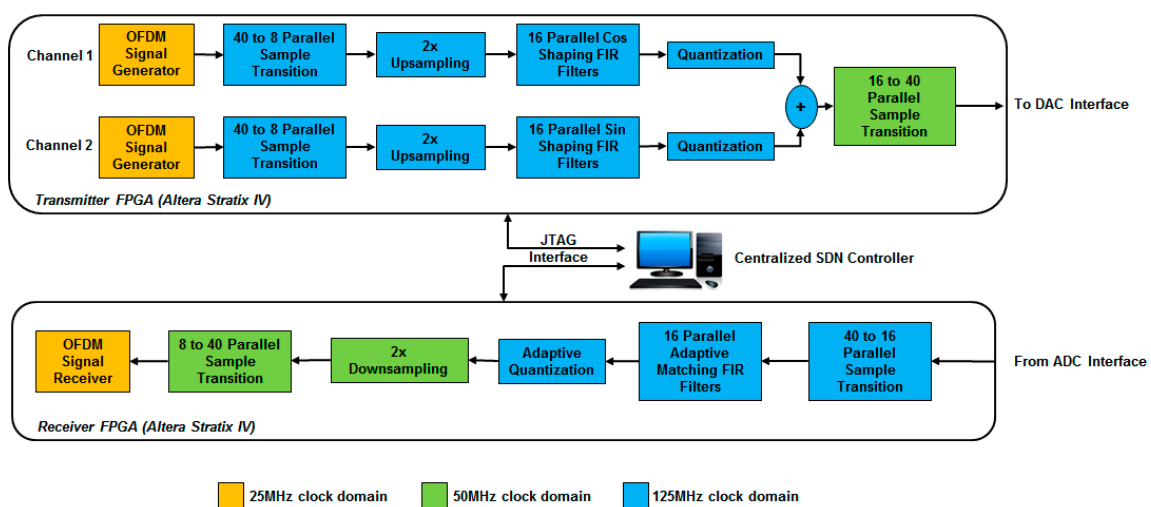 Channel 1
OFDM
Signal
Generator
40 to 8 Parallel
Sample
Transition
2x
Upsampling
16 Parallel Cos
Shaping FIR
Filters
Quantization
+
16 to 40
Parallel
Sample
Transition
To DAC Interface
Channel 2
OFDM
Signal
Generator
40 to 8 Parallel
Sample
Transition
2x
Upsampling
16 Parallel Sin
Shaping FIR
Filters
Quantization
Transmitter FPGA (Altera Stratix IV)
JTAG
Interface
Centralized SDN Controller
OFDM
Signal
Receiver
8 to 40 Parallel
Sample
Transition
2x
Downsampling
Adaptive
Quantization
16 Parallel
Adaptive
Matching FIR
Filters
40 to 16
Parallel
Sample
Transition
From ADC Interface
Receiver FPGA (Altera Stratix IV)
25MHz clock domain
50MHz clock domain
125MHz clock domain